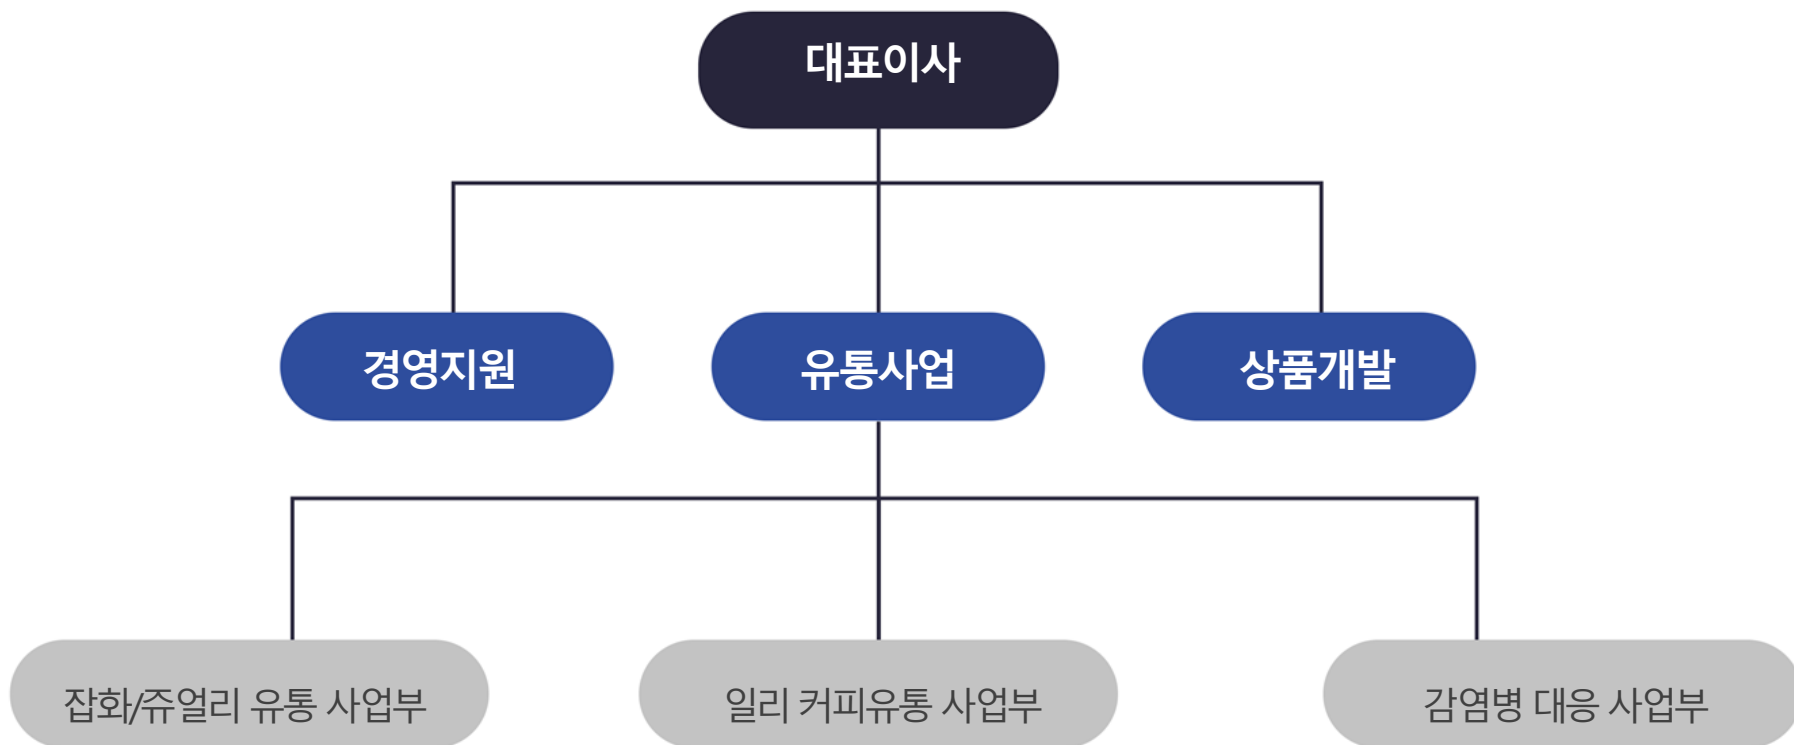 대표이사
경영지원
유통사업
상품개발
잡화/쥬얼리 유통 사업부
일리 커피유통 사업부
감염병 대응 사업부